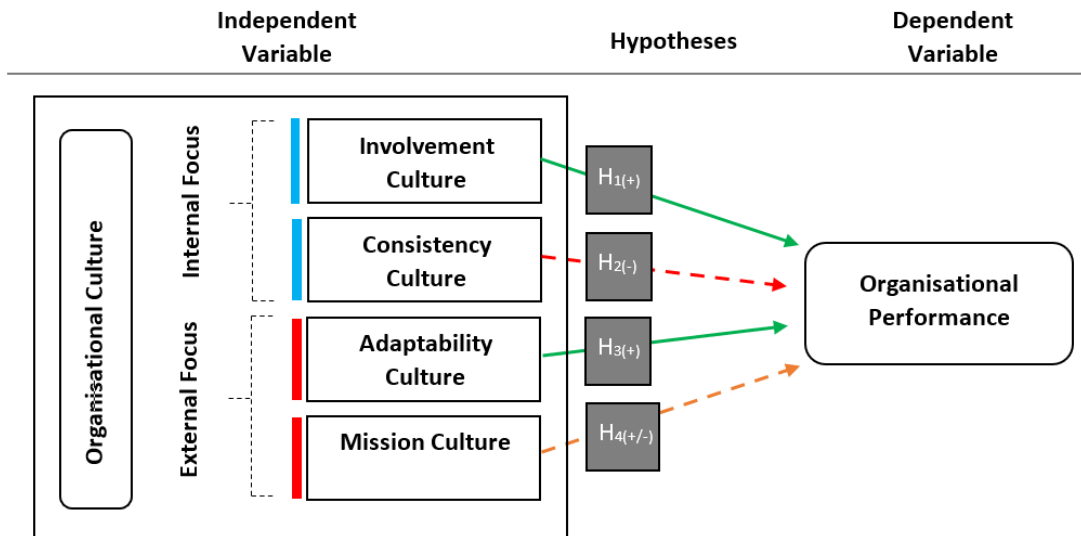 Independent
Variable
Hypotheses
Dependent
Variable
Organisational Culture
Internal Focus
External Focus
Involvement
Culture
Consistency
Culture
Adaptability
Culture
Mission Culture
H1(+)
H2(-)
H3(+)
H4(+/-)
Organisational
Performance